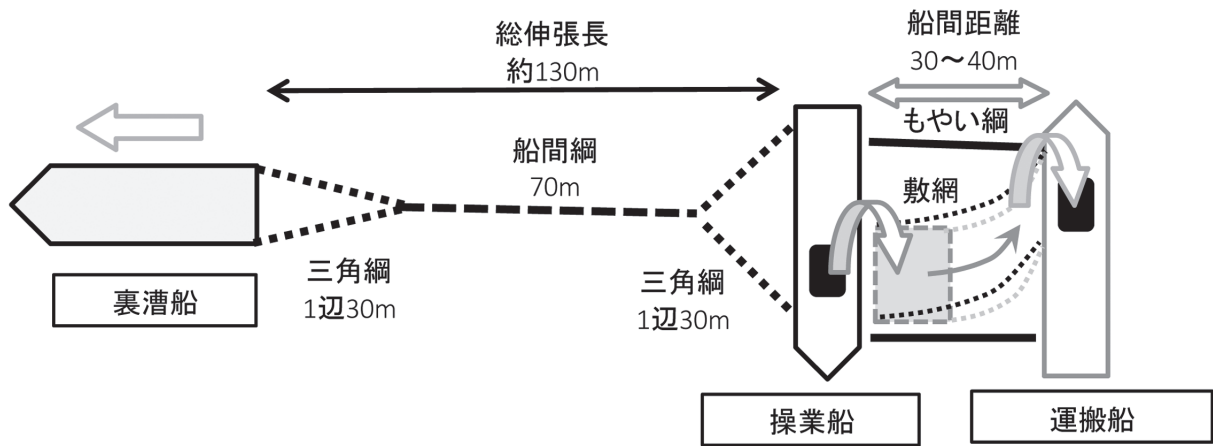 総伸張長
約130m
船間距離
30〜40m
もやい綱
船間綱
70m
敷網
三角綱
1辺30m
三角綱
1辺30m
裏漕船
操業船
運搬船